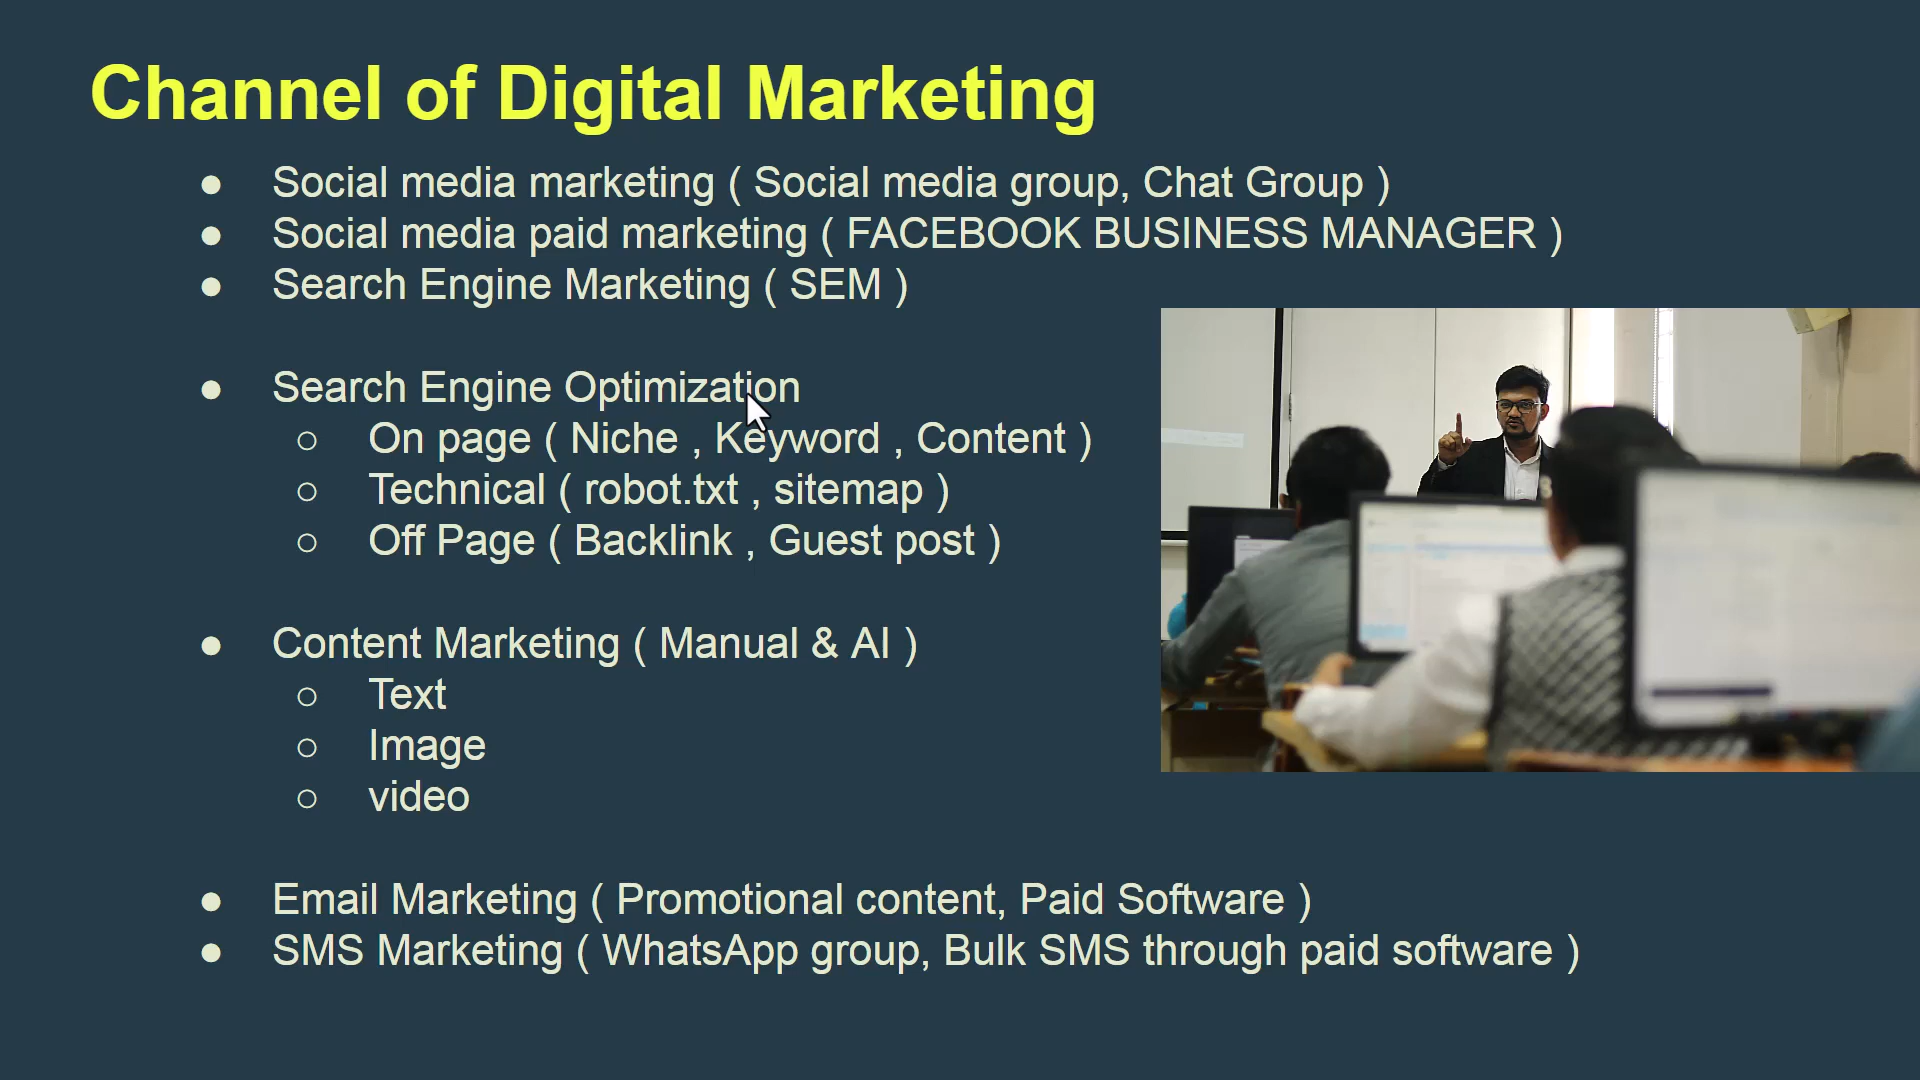 Channel of Digital Marketing
● Social media marketing ( Social media group, Chat Group )
● Social media paid marketing ( FACEBOOK BUSINESS MANAGER )
● Search Engine Marketing ( SEM )
● Search Engine Optimization
○ On page ( Niche , Keyword , Content )
○ Technical ( robot.txt , sitemap )
○ Off Page ( Backlink , Guest post )
● Content Marketing ( Manual & AI )
○ Text
○ Image
○ video
● Email Marketing ( Promotional content, Paid Software )
● SMS Marketing ( WhatsApp group, Bulk SMS through paid software )